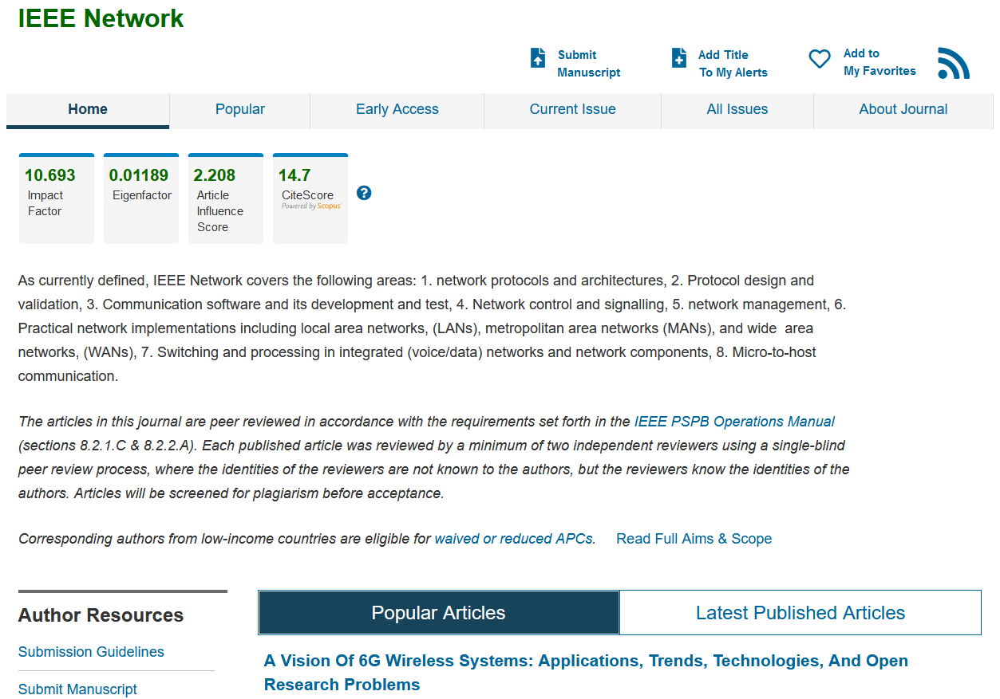 IEEE Network
Submit
Manuscript
Add Title
To My Alerts
Add to
My Favorites
Home
Popular
Early Access
Current Issue
All Issues
About Journal
10.693
Impact
Factor
0.01189
Eigenfactor
2.208
Article
Influence
Score
14.7
CiteScore
Powered by Scopus
?
As currently defined, IEEE Network covers the following areas: 1. network protocols and architectures, 2. Protocol design and
validation, 3. Communication software and its development and test, 4. Network control and signalling, 5. network management, 6.
Practical network implementations including local area networks, (LANs), metropolitan area networks (MANs), and wide  area
networks, (WANs), 7. Switching and processing in integrated (voice/data) networks and network components, 8. Micro-to-host
communication.
The articles in this journal are peer reviewed in accordance with the requirements set forth in the IEEE PSPB Operations Manual
(sections 8.2.1.C & 8.2.2.A). Each published article was reviewed by a minimum of two independent reviewers using a single-blind
peer review process, where the identities of the reviewers are not known to the authors, but the reviewers know the identities of the
authors. Articles will be screened for plagiarism before acceptance.
Corresponding authors from low-income countries are eligible for waived or reduced APCs. Read Full Aims & Scope
Author Resources
Submission Guidelines
Submit Manuscript
Popular Articles
Latest Published Articles
A Vision Of 6G Wireless Systems: Applications, Trends, Technologies, And Open
Research Problems